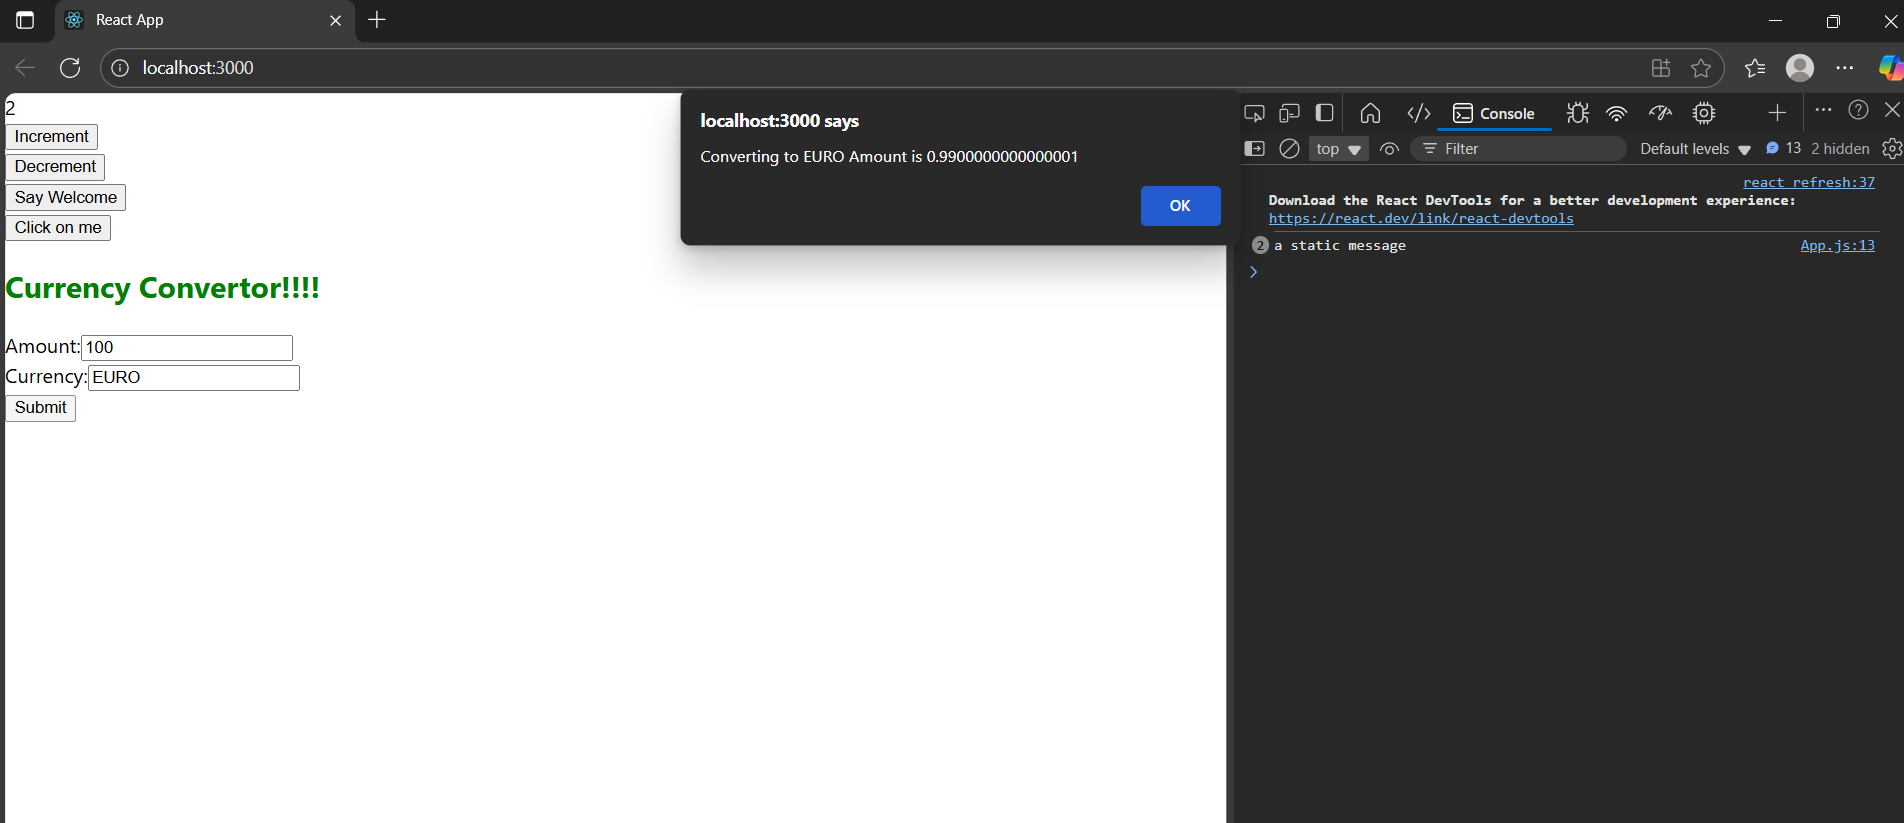 React App
localhost:3000
2
Increment
Decrement
Say Welcome
Click on me
Currency Convertor!!!!
Amount:100
Currency:EURO
Submit
localhost:3000 says
Converting to EURO Amount is 0.9900000000000001
OK
Console
top
Filter
Default levels
13
2 hidden
react refresh:37
Download the React DevTools for a better development experience:
https://react.dev/link/react-devtools
2 a static message
App.js:13